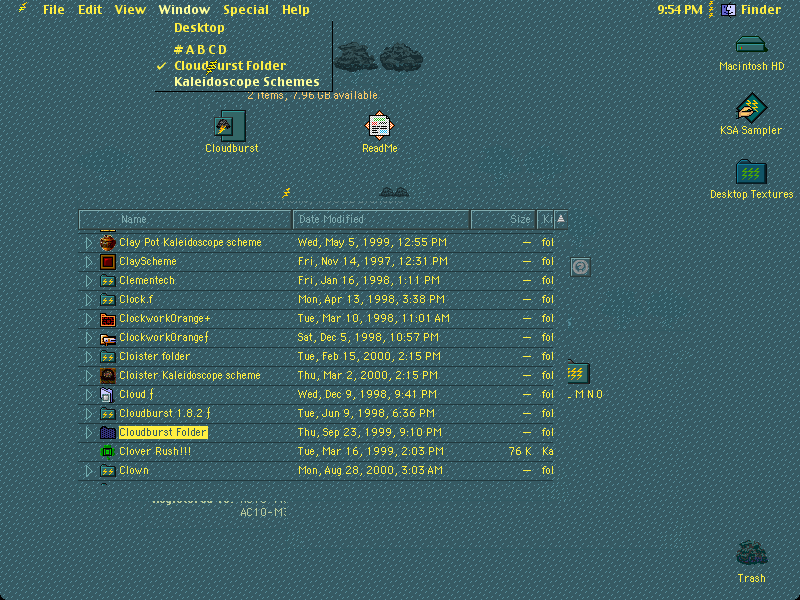 File Edit View Window Special Help
9:54 PM Finder
Desktop
# A B C D
✓ Cloudburst Folder
Kaleidoscope Schemes
2 items, 7.96 GB available
Macintosh HD
Cloudburst
ReadMe
KSA Sampler
Desktop Textures
Name Date Modified Size Ki
Clay Pot Kaleidoscope scheme Wed, May 5, 1999, 12:55 PM — fol
ClayScheme Fri, Nov 14, 1997, 12:31 PM — fol
Clementech Fri, Jan 16, 1998, 1:11 PM — fol
Clock.f Mon, Apr 13, 1998, 3:38 PM — fol
ClockworkOrange+ Tue, Mar 10, 1998, 11:01 AM — fol
ClockworkOrangeƒ Sat, Dec 5, 1998, 10:57 PM — fol
Cloister folder Tue, Feb 15, 2000, 2:15 PM — fol
Cloister Kaleidoscope scheme Thu, Mar 2, 2000, 2:15 PM — fol
Cloud ƒ Wed, Dec 9, 1998, 9:41 PM — fol
Cloudburst 1.8.2 ƒ Tue, Jun 9, 1998, 6:36 PM — fol
Cloudburst Folder Thu, Sep 23, 1999, 9:10 PM — fol
Clover Rush!!! Tue, Mar 16, 1999, 2:03 PM 76 K Ka
Clown Mon, Aug 28, 2000, 3:03 AM — fol
M N O
AC10-M
Trash